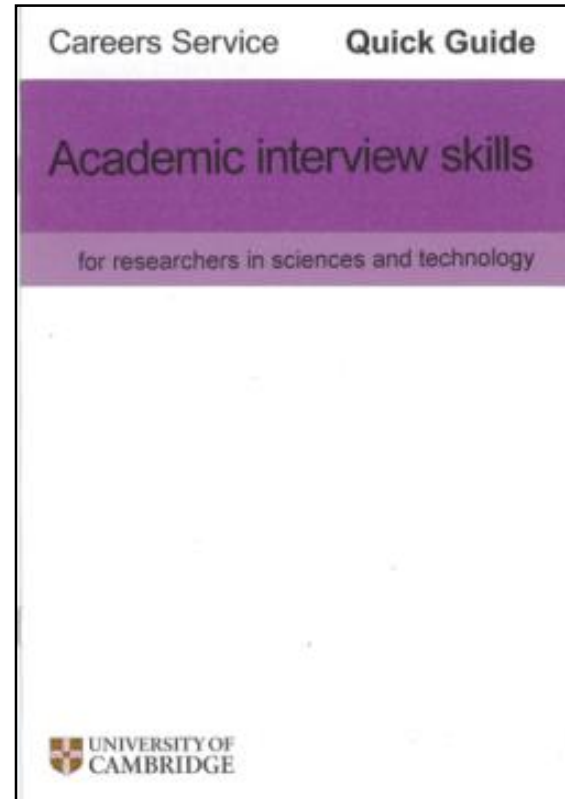 Careers Service Quick Guide
Academic interview skills
for researchers in sciences and technology
UNIVERSITY OF
CAMBRIDGE